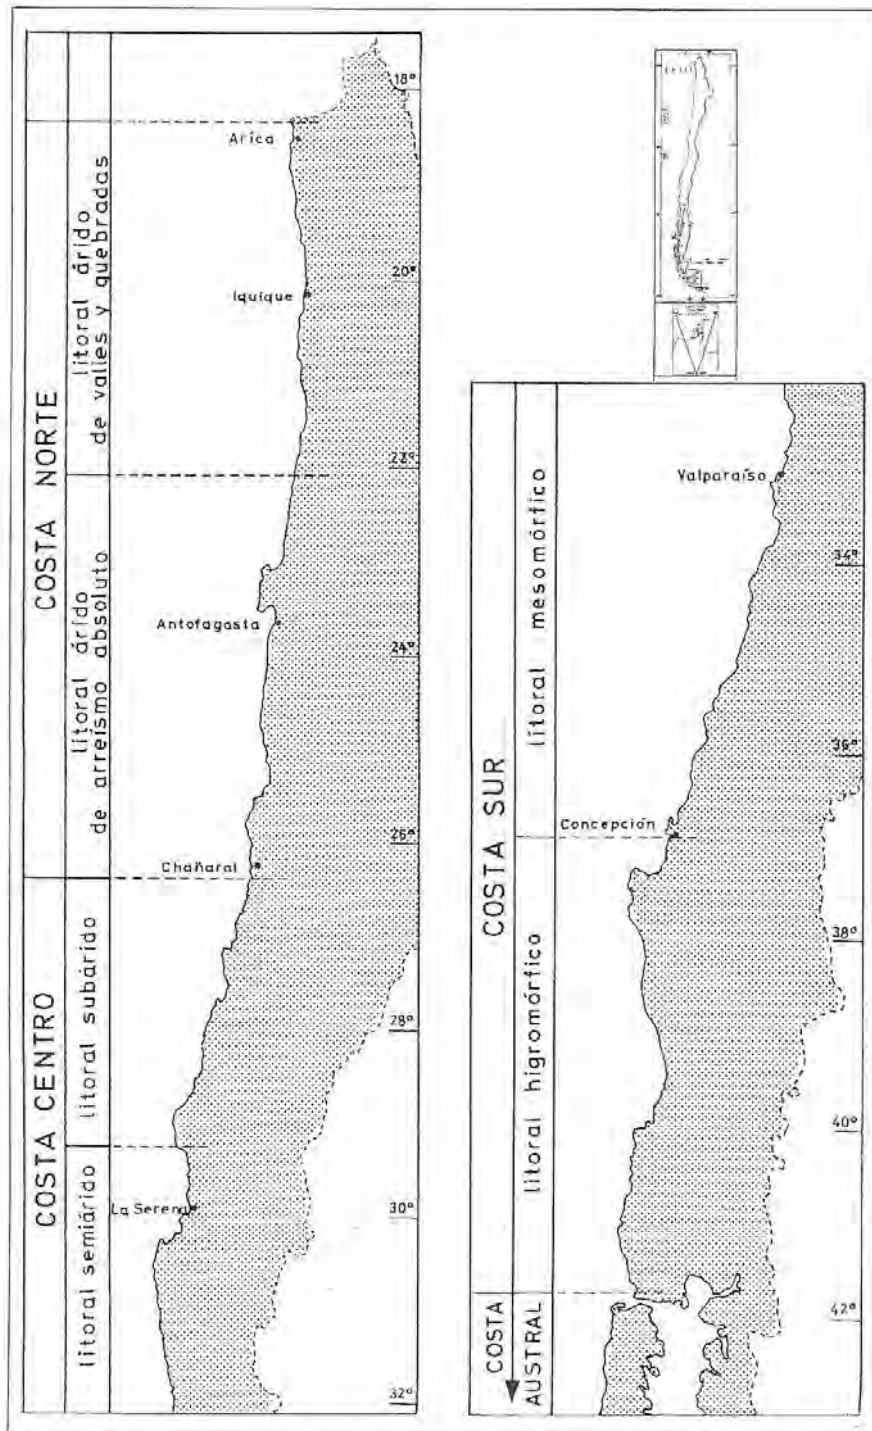 COSTA NORTE
litoral árido
de valles y quebradas
litoral árido
de arreísmo absoluto
COSTA CENTRO
litoral subárido
litoral semiárido
18°
Arica
20°
Iquique
22°
Antofagasta
24°
26°
Chañaral
28°
La Serena
30°
32°
COSTA SUR
litoral mesomórfico
litoral higromórfico
COSTA
AUSTRAL
Valparaíso
34°
36°
Concepción
38°
40°
42°